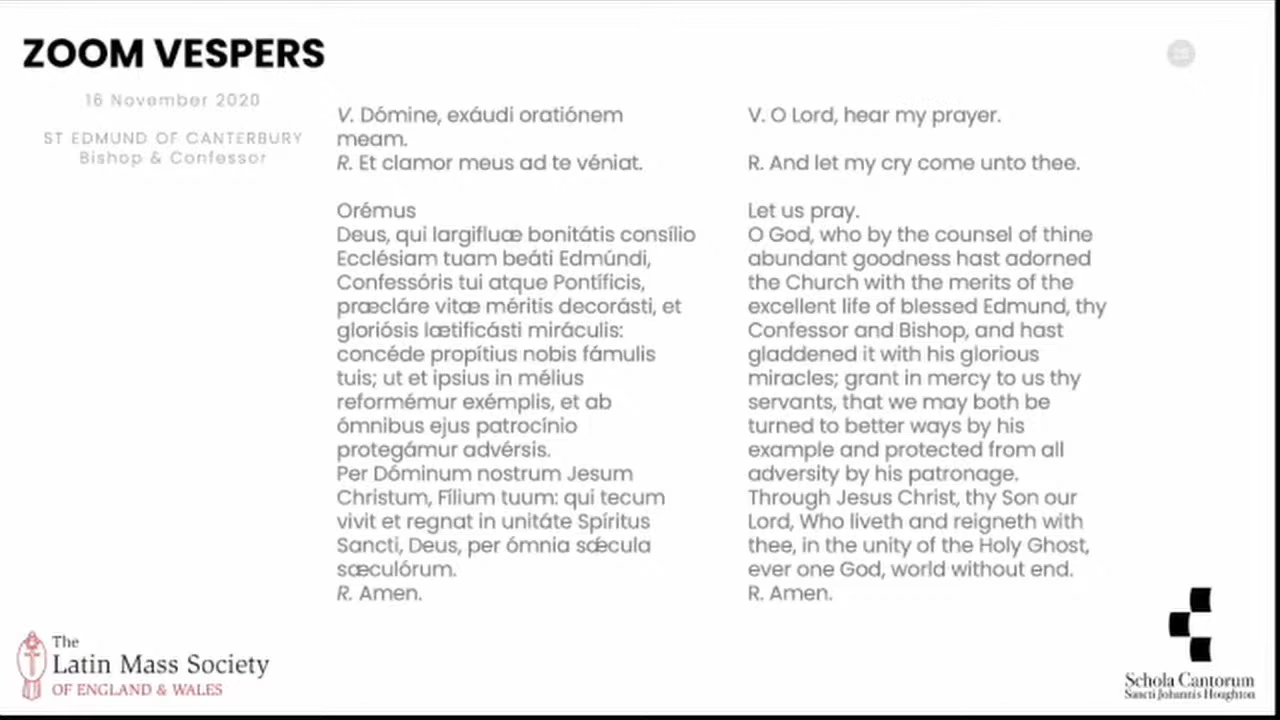 ZOOM VESPERS
16 November 2020
ST EDMUND OF CANTERBURY
Bishop & Confessor
V. Dómine, exáudi oratiónem
meam.
R. Et clamor meus ad te véniat.
Orémus
Deus, qui largifluæ bonitátis consílio
Ecclésiam tuam beáti Edmúndi,
Confessóris tui atque Pontíficis,
præcláre vitæ méritis decorásti, et
gloriósis lætificásti miráculis:
concéde propítius nobis fámulis
tuis; ut et ipsius in mélius
reformémur exémplis, et ab
ómnibus ejus patrocínio
protegámur advérsis.
Per Dóminum nostrum Jesum
Christum, Fílium tuum: qui tecum
vivit et regnat in unitáte Spíritus
Sancti, Deus, per ómnia sǽcula
sæculórum.
R. Amen.
V. O Lord, hear my prayer.
R. And let my cry come unto thee.
Let us pray.
O God, who by the counsel of thine
abundant goodness hast adorned
the Church with the merits of the
excellent life of blessed Edmund, thy
Confessor and Bishop, and hast
gladdened it with his glorious
miracles; grant in mercy to us thy
servants, that we may both be
turned to better ways by his
example and protected from all
adversity by his patronage.
Through Jesus Christ, thy Son our
Lord, Who liveth and reigneth with
thee, in the unity of the Holy Ghost,
ever one God, world without end.
R. Amen.
The
Latin Mass Society
OF ENGLAND & WALES
Schola Cantorum
Sancti Johannis Houghton